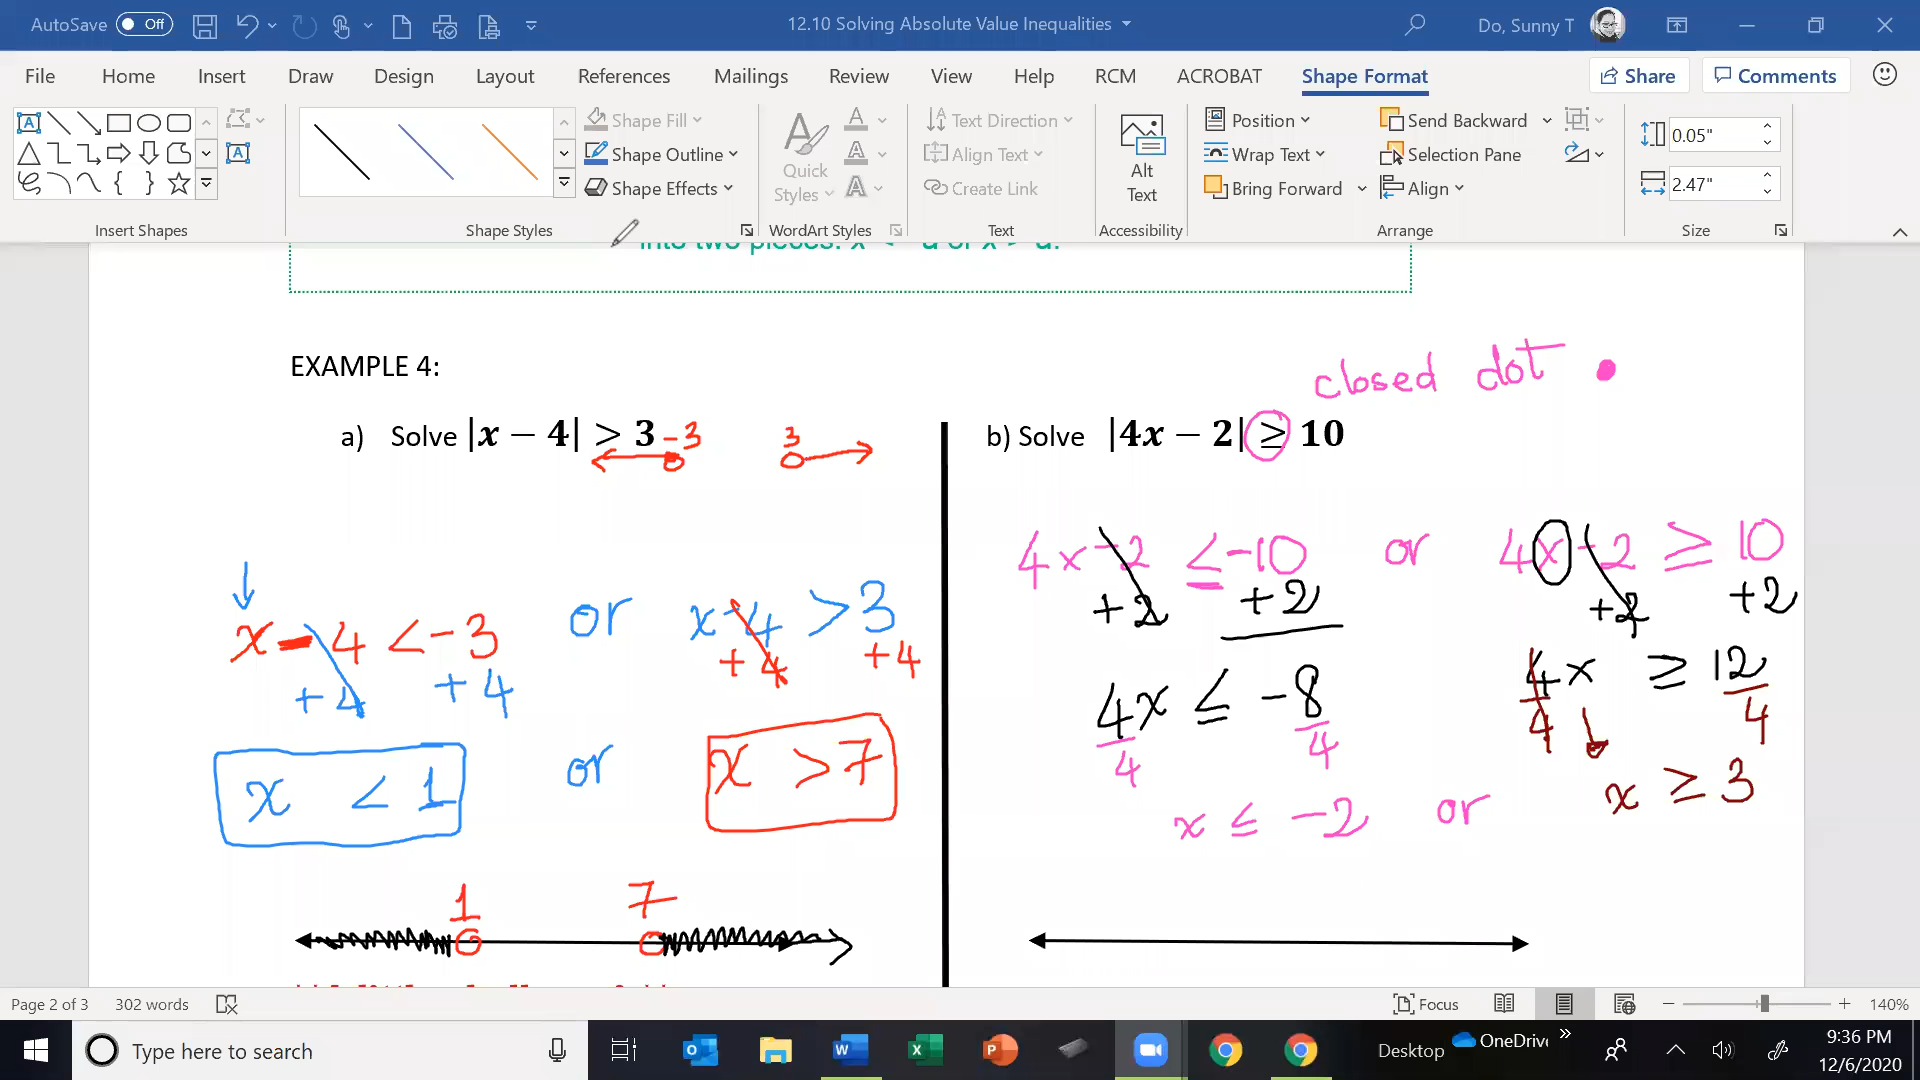 AutoSave Off 12.10 Solving Absolute Value Inequalities Do, Sunny T
File Home Insert Draw Design Layout References Mailings Review View Help RCM ACROBAT Shape Format Share Comments
Shape Fill Text Direction Position Send Backward 0.05"
Shape Outline Align Text Wrap Text Selection Pane
Shape Effects Quick Styles Create Link Alt Text Bring Forward Align 2.47"
Insert Shapes Shape Styles WordArt Styles Text Accessibility Arrange Size
into two pieces: x < -a or x > a.
EXAMPLE 4:
closed dot
a) Solve |x − 4| > 3 -3 3
b) Solve |4x − 2| ≥ 10
4x -2 ≤ -10 or 4x -2 ≥ 10
+2 +2 +2 +2
x - 4 < -3 or x -4 > 3
+4 +4 +4 +4
4x ≤ -8 4x ≥ 12
4 4 4 4
x < 1 or x > 7
x ≤ -2 or x ≥ 3
1 7
Page 2 of 3 302 words Focus 140%
Type here to search Desktop OneDrive 9:36 PM
12/6/2020